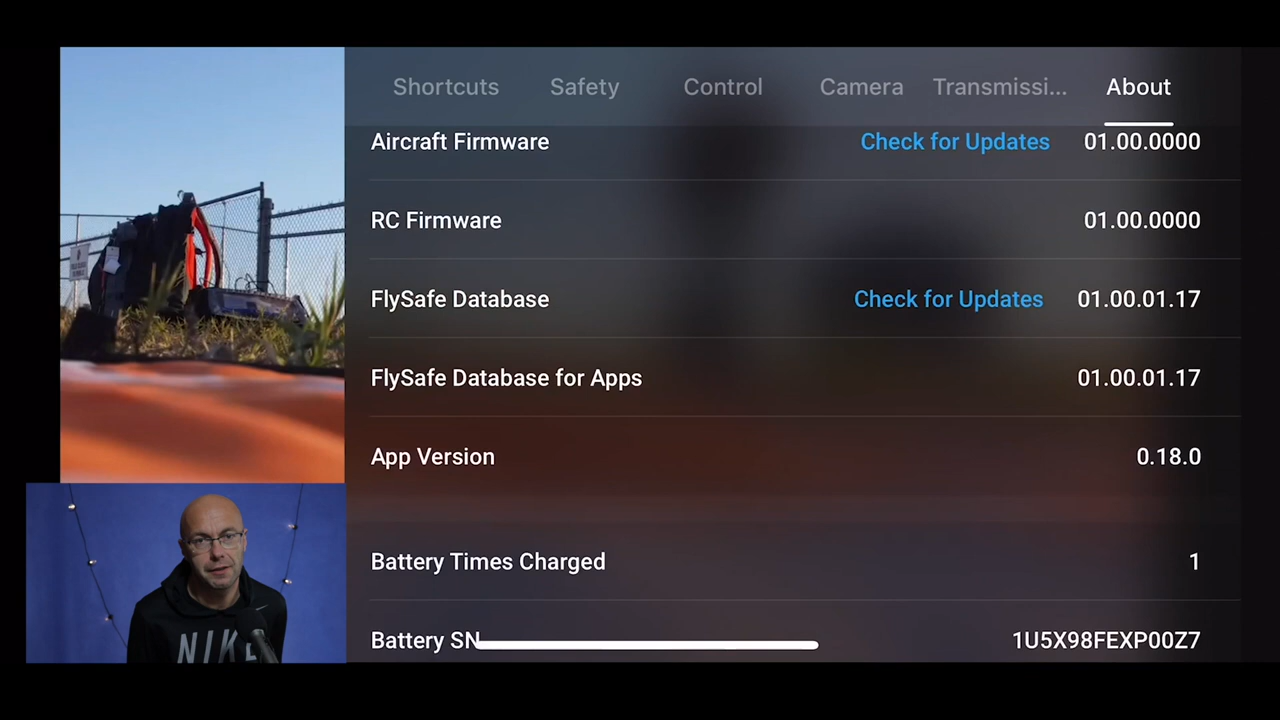 Shortcuts Safety Control Camera Transmissi... About
Aircraft Firmware Check for Updates 01.00.0000
RC Firmware 01.00.0000
FlySafe Database Check for Updates 01.00.01.17
FlySafe Database for Apps 01.00.01.17
App Version 0.18.0
Battery Times Charged 1
Battery SN 1U5X98FEXP00Z7
NIKE